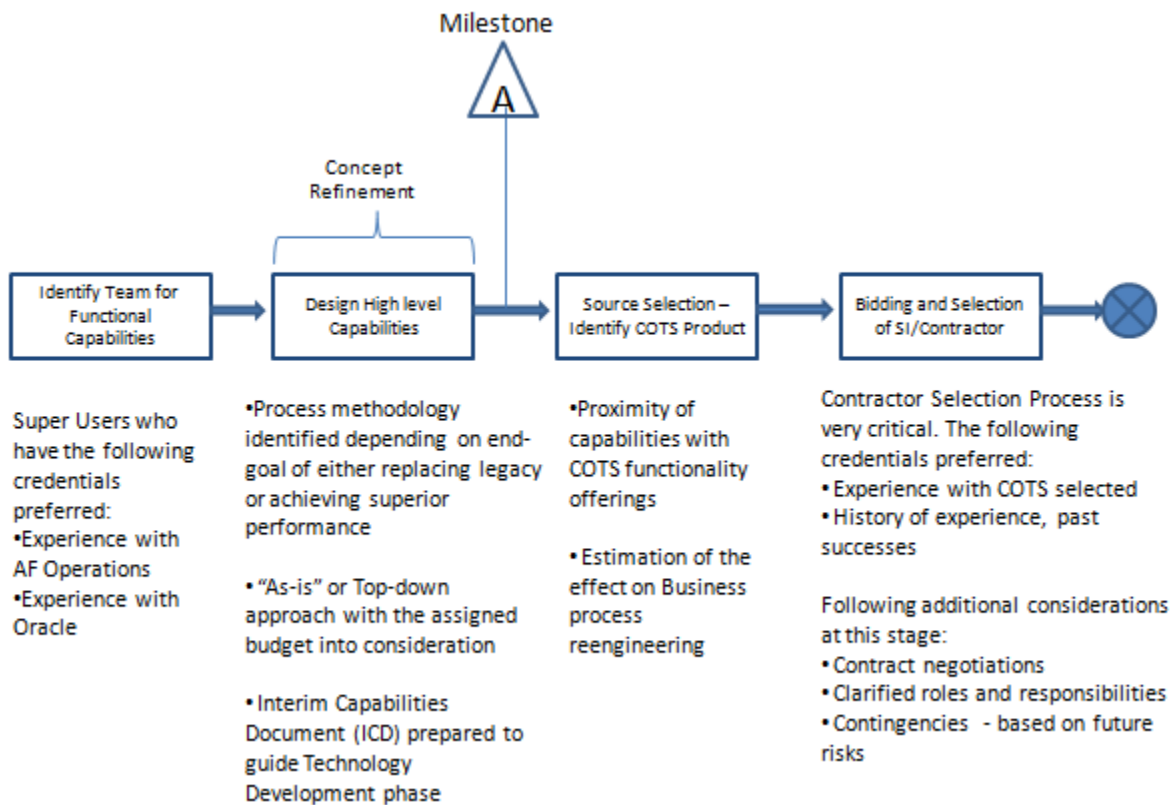 Milestone
A
Concept
Refinement
Identify Team for
Functional
Capabilities
Design High level
Capabilities
Source Selection –
Identify COTS Product
Bidding and Selection
of SI/Contractor
Super Users who
have the following
credentials
preferred:
•Experience with
AF Operations
•Experience with
Oracle
•Process methodology
identified depending on end-
goal of either replacing legacy
or achieving superior
performance
• “As-is” or Top-down
approach with the assigned
budget into consideration
• Interim Capabilities
Document (ICD) prepared to
guide Technology
Development phase
•Proximity of
capabilities with
COTS functionality
offerings
• Estimation of the
effect on Business
process
reengineering
Contractor Selection Process is
very critical. The following
credentials preferred:
• Experience with COTS selected
• History of experience, past
successes
Following additional considerations
at this stage:
• Contract negotiations
• Clarified roles and responsibilities
• Contingencies - based on future
risks